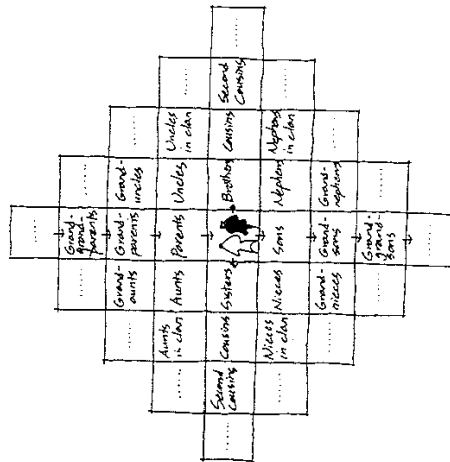 ......
......
Grand-
grand-
parents
......
......
Grand-
aunts
Grand-
parents
Grand-
uncles
......
......
Aunts
in clan
Aunts
Parents
Uncles
Uncles
in clan
......
......
Second
Cousins
Cousins
Sisters
Brothers
Cousins
Second
Cousins
......
......
Nieces
in clan
Nieces
Sons
Nephews
Nephews
in clan
......
......
Grand-
nieces
Grand-
sons
Grand-
nephews
......
......
Grand-
grand-
sons
......
......